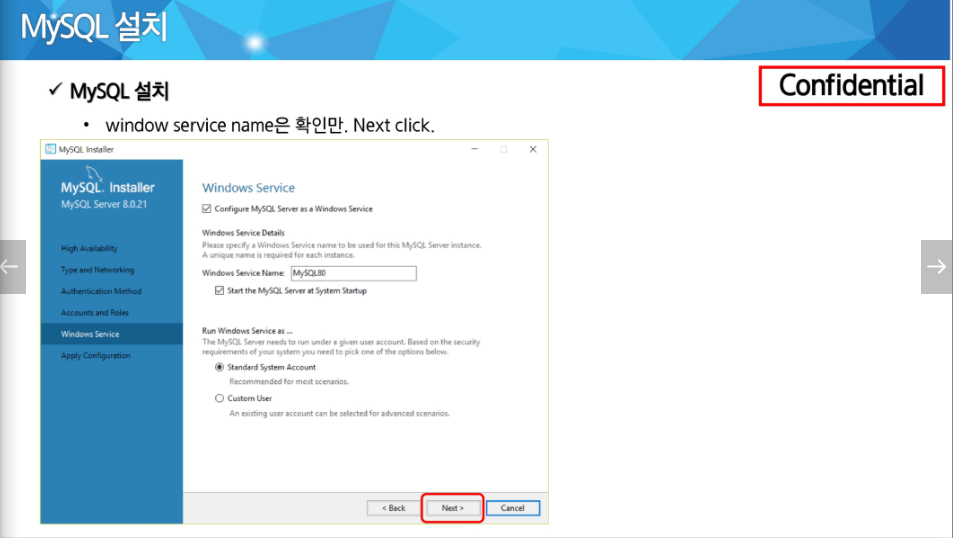 MySQL 설치
Confidential
✓ MySQL 설치
• window service name은 확인만. Next click.
MySQL Installer
MySQL. Installer
MySQL Server 8.0.21
High Availability
Type and Networking
Authentication Method
Accounts and Roles
Windows Service
Apply Configuration
Windows Service
Configure MySQL Server as a Windows Service
Windows Service Details
Please specify a Windows Service name to be used for this MySQL Server instance.
A unique name is required for each instance.
Windows Service Name: MySQL80
Start the MySQL Server at System Startup
Run Windows Service as ...
The MySQL Server needs to run under a given user account. Based on the security
requirements of your system you need to pick one of the options below.
Standard System Account
Recommended for most scenarios.
Custom User
An existing user account can be selected for advanced scenarios.
< Back
Next >
Cancel